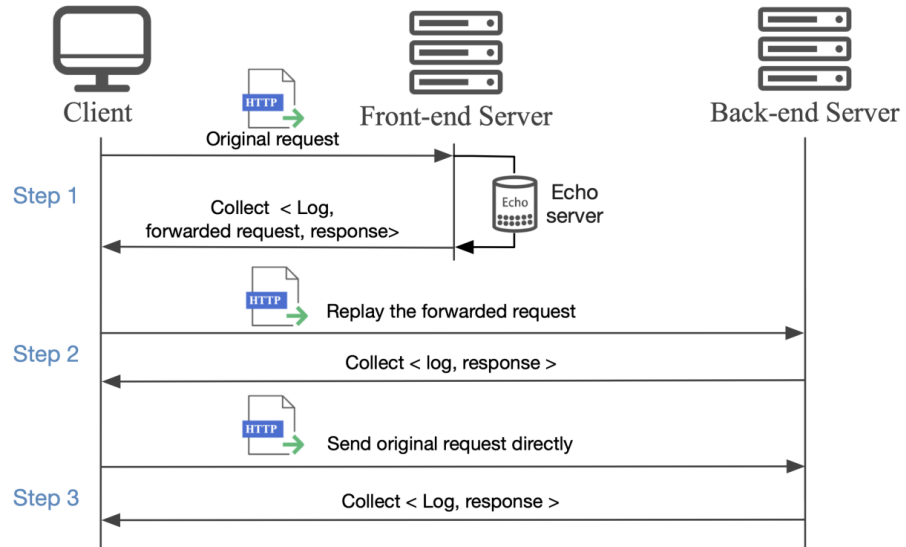 Client
Front-end Server
Back-end Server
HTTP
Original request
Step 1
Echo
Echo
server
Collect < Log,
forwarded request, response>
HTTP
Replay the forwarded request
Step 2
Collect < log, response >
HTTP
Send original request directly
Step 3
Collect < Log, response >